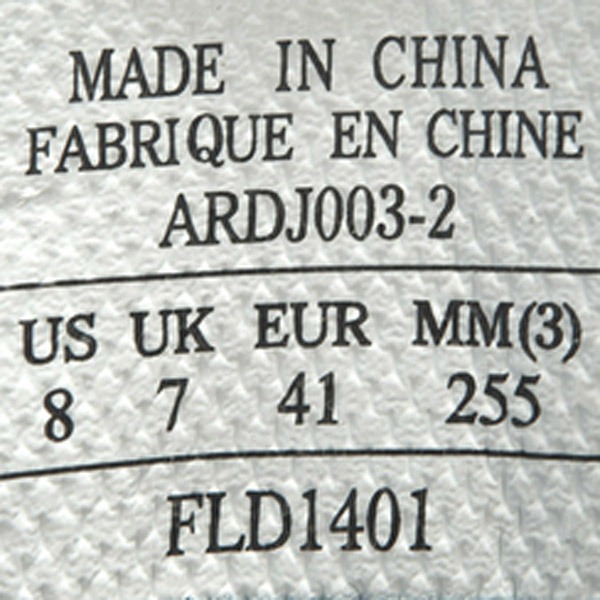 MADE IN CHINA
FABRIQUE EN CHINE
ARDJ003-2
US UK EUR MM(3)
8 7 41 255
FLD1401